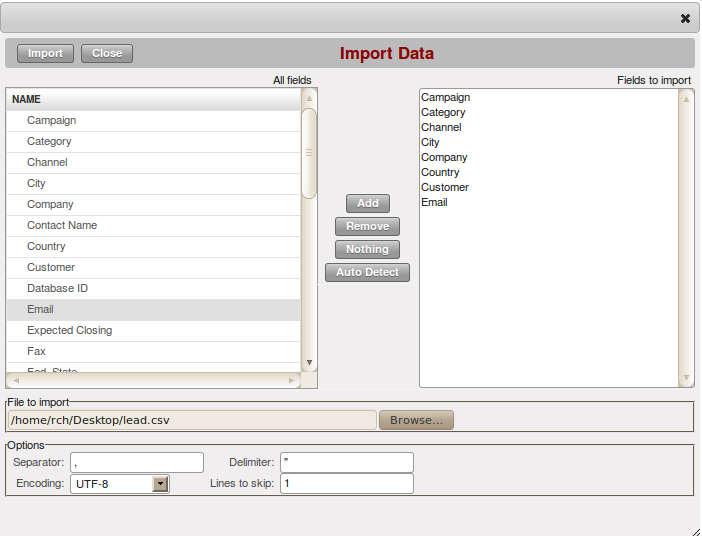 Import Close Import Data
All fields
NAME
Campaign
Category
Channel
City
Company
Contact Name
Country
Customer
Database ID
Email
Expected Closing
Fax
Fed. State
Add
Remove
Nothing
Auto Detect
Fields to import
Campaign
Category
Channel
City
Company
Country
Customer
Email
File to import
/home/rch/Desktop/lead.csv Browse...
Options
Separator: , Delimiter: "
Encoding: UTF-8 Lines to skip: 1